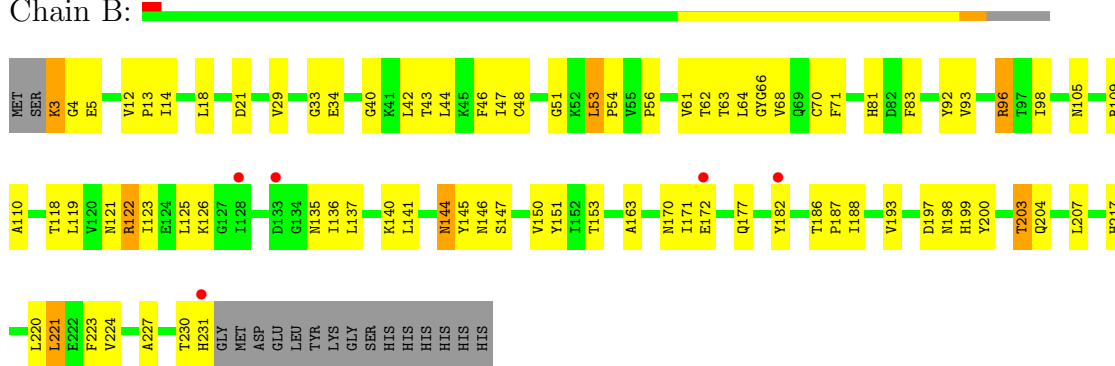 Chain B:
MET SER K3 G4 E5 V12 P13 I14 L18 D21 V29 G33 E34 G40 K41 L42 T43 L44 K45 F46 I47 C48 G51 K52 L53 P54 V55 P56 V61 T62 T63 L64 GYG66 V68 Q69 C70 F71 H81 D82 F83 Y92 V93 R96 T97 I98 N105 R109
A110 T118 L119 V120 N121 R122 I123 E124 L125 K126 G127 I128 D133 G134 N135 I136 L137 K140 L141 N144 Y145 N146 S147 V150 Y151 I152 T153 A163 N170 I171 E172 Q177 Y182 T186 P187 I188 V193 D197 N198 H199 Y200 T203 Q204 L207 H217
L220 L221 E222 F223 V224 A227 T230 H231 GLY MET ASP GLU LEU TYR LYS GLY SER HIS HIS HIS HIS HIS HIS